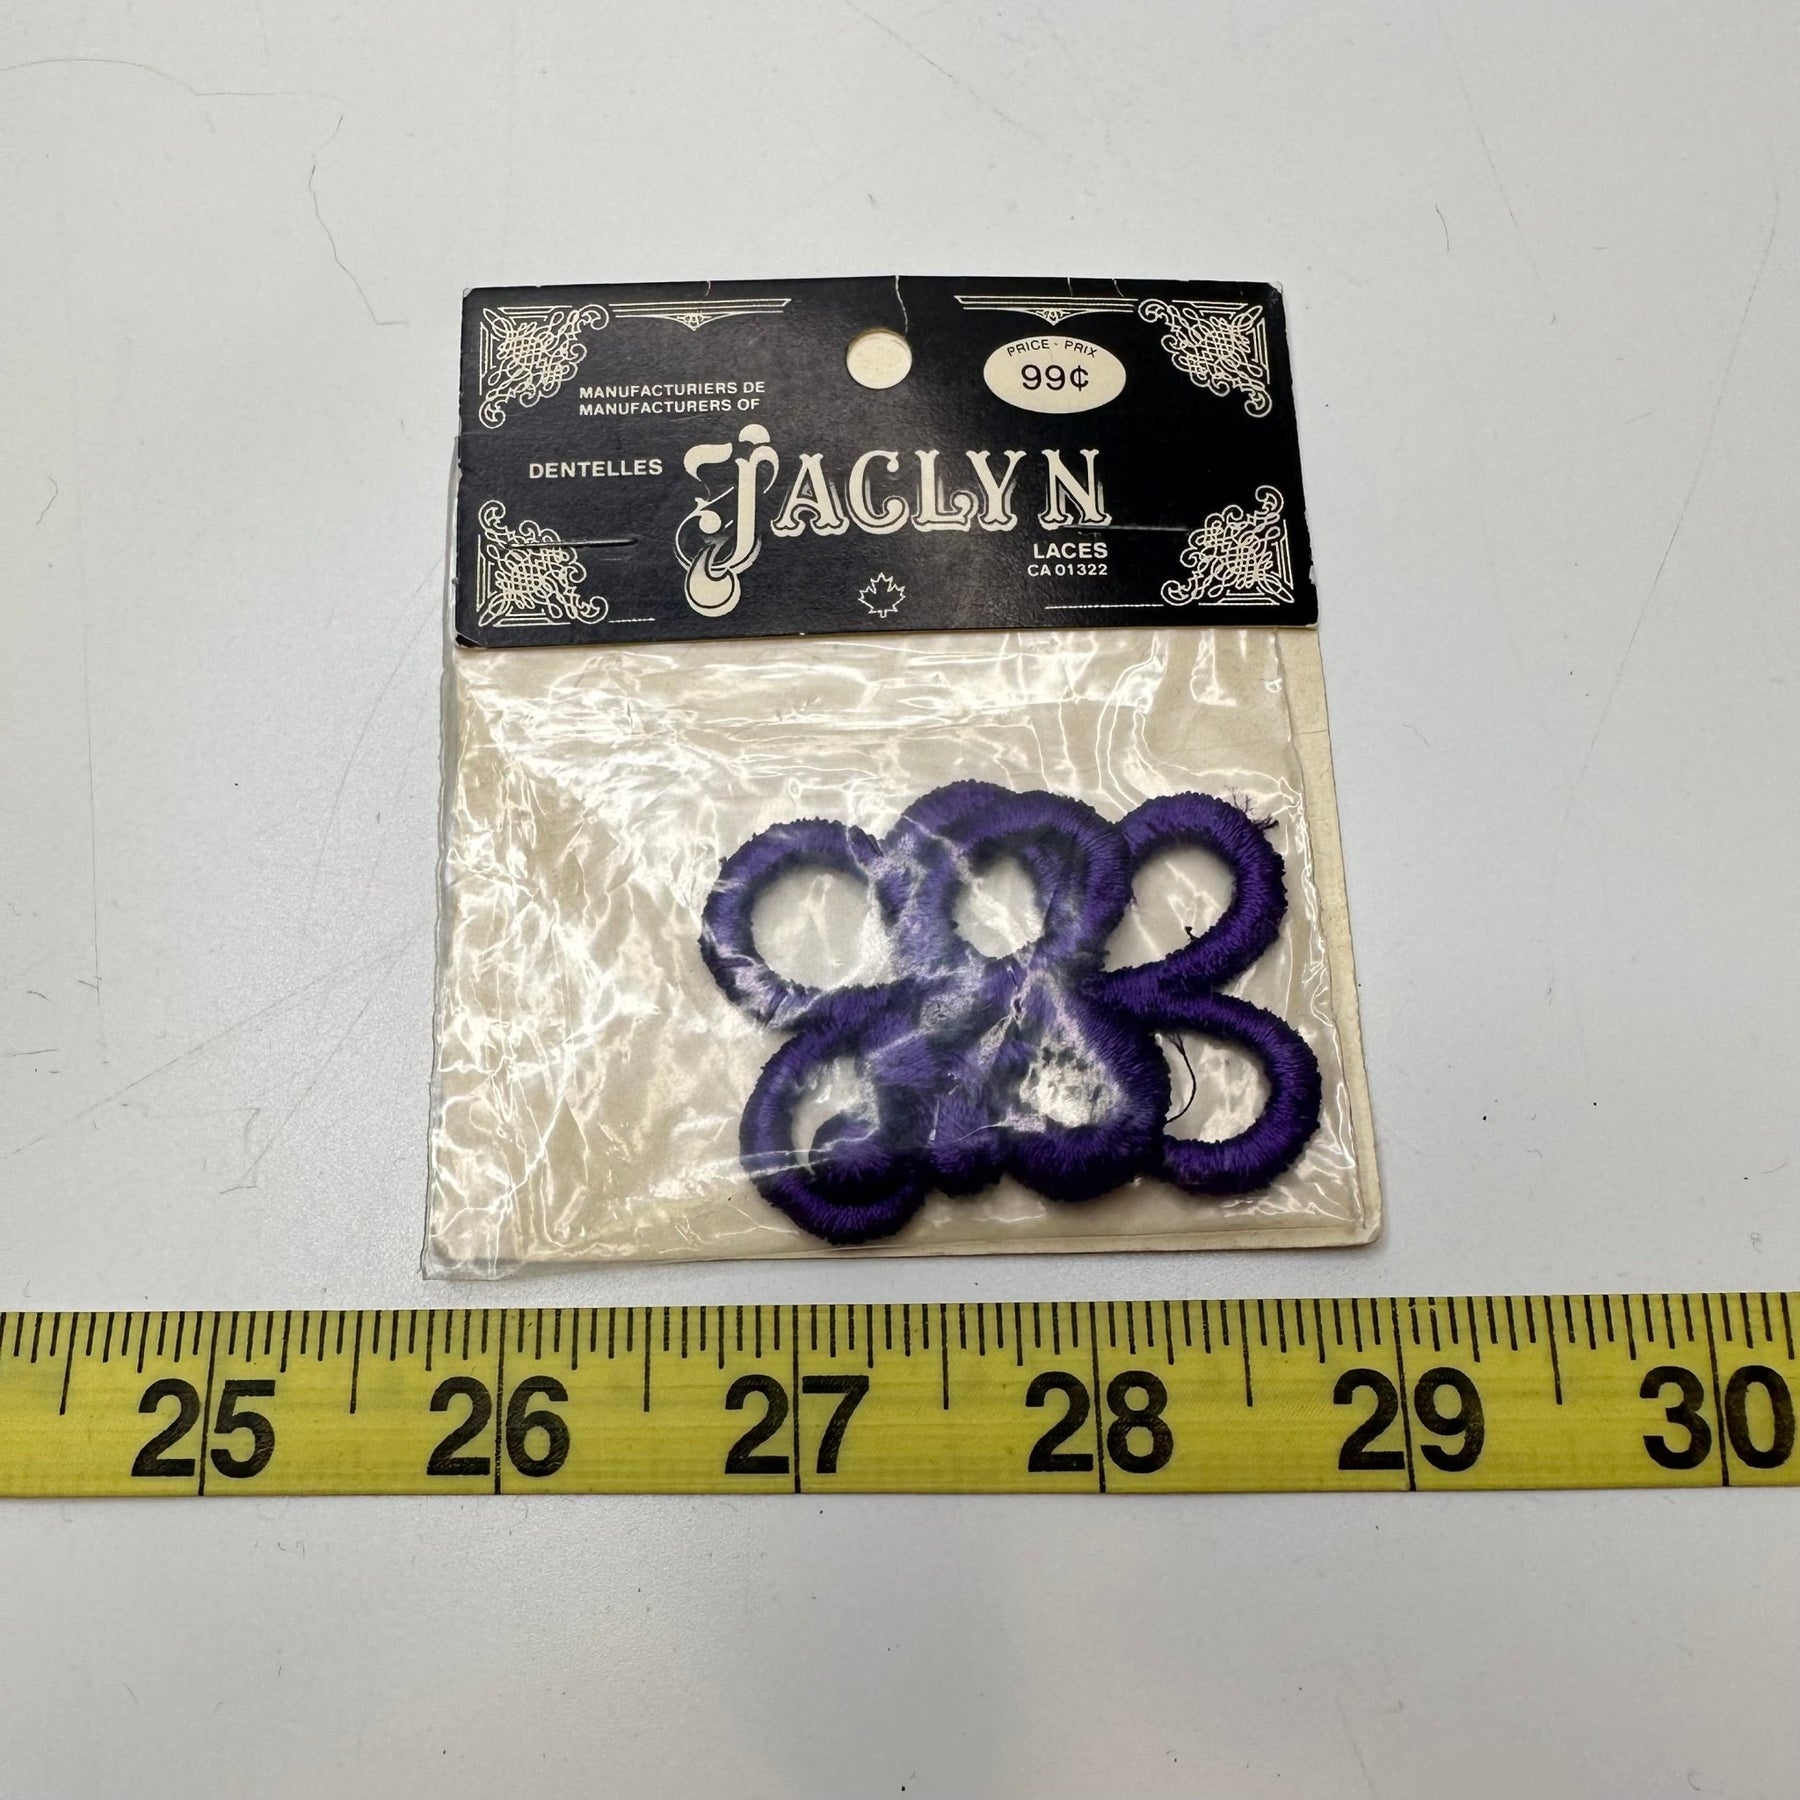 PRICE - PRIX
99¢
MANUFACTURIERS DE
MANUFACTURERS OF
DENTELLES JACLYN
LACES
CA 01322
25 26 27 28 29 30